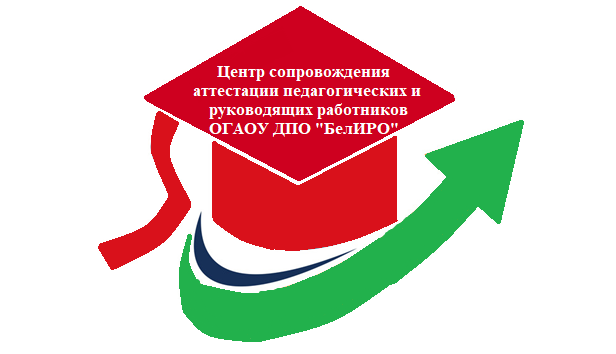 Центр сопровождения
аттестации педагогических и
руководящих работников
ОГАОУ ДПО "БелИРО"